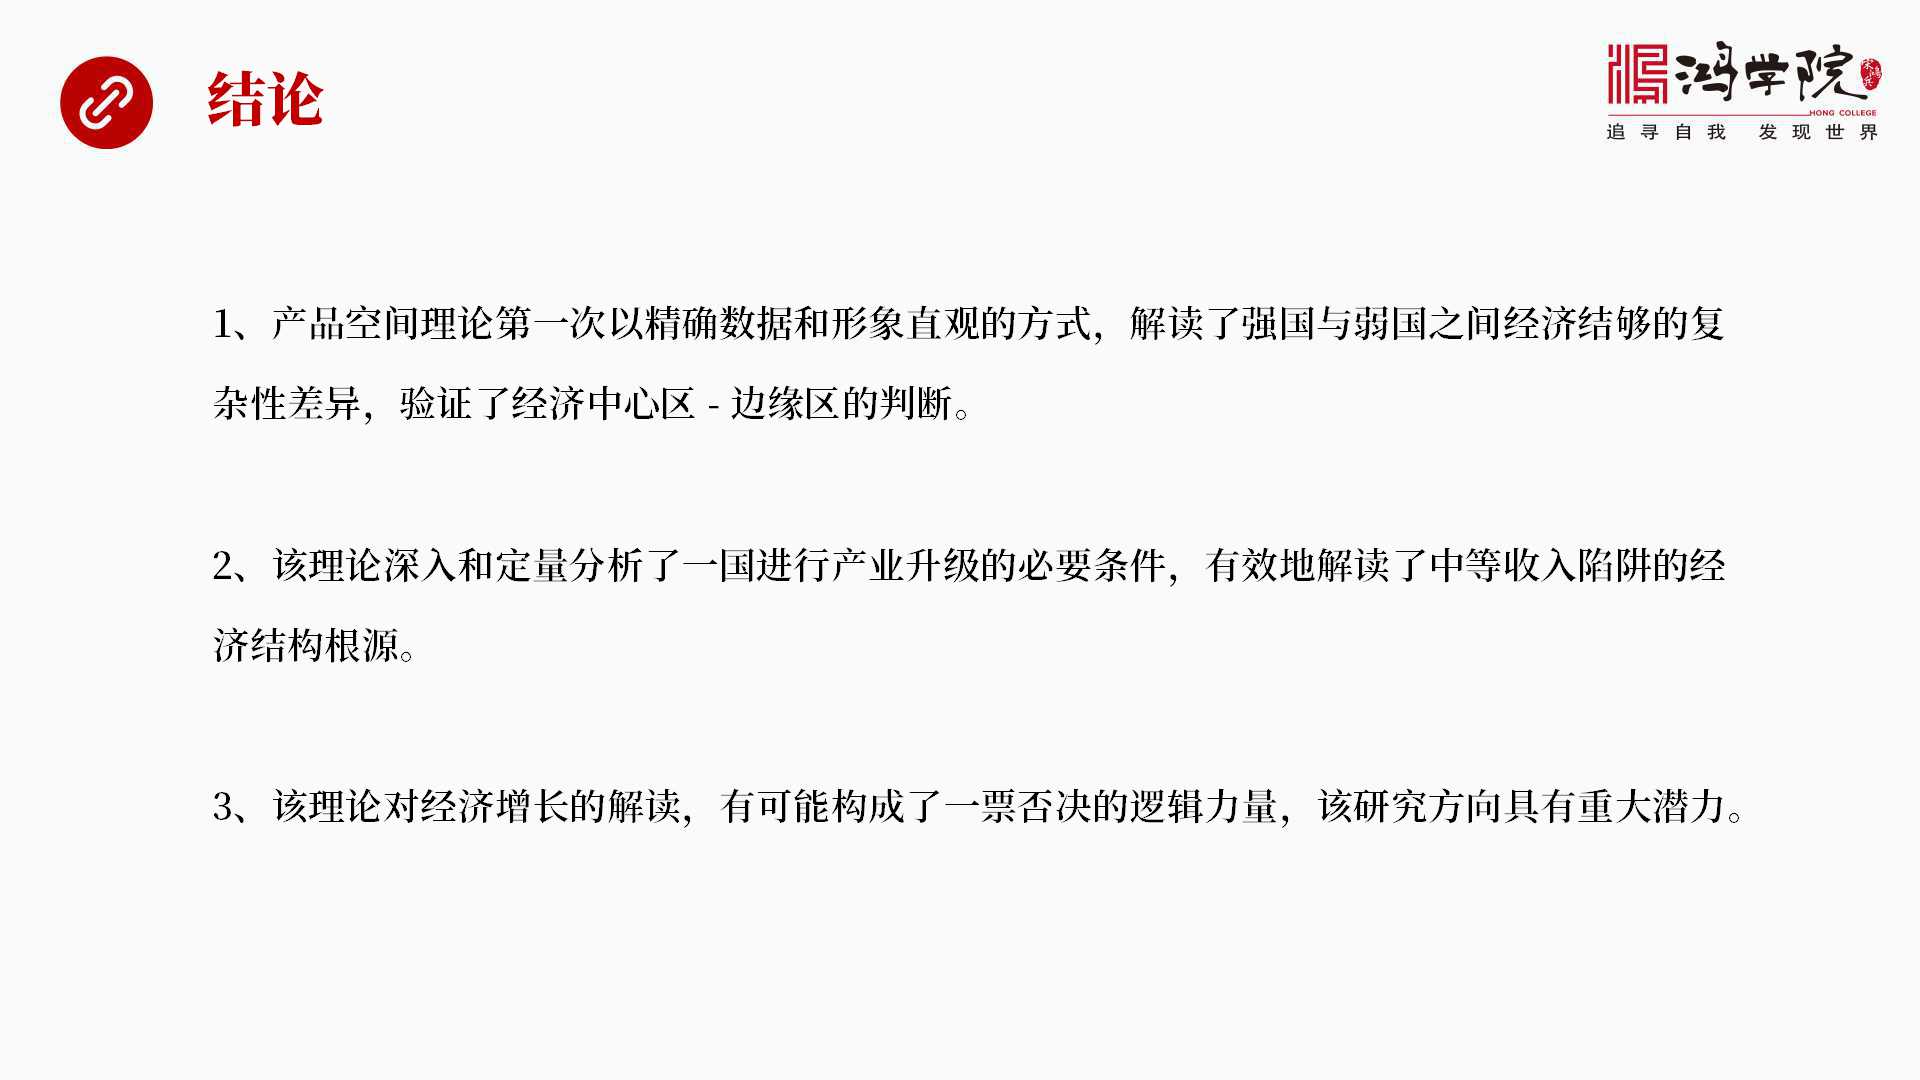 结论
鸿学院
宋鸿兵
HONG COLLEGE
追寻自我 发现世界
1、产品空间理论第一次以精确数据和形象直观的方式，解读了强国与弱国之间经济结够的复
杂性差异，验证了经济中心区 - 边缘区的判断。
2、该理论深入和定量分析了一国进行产业升级的必要条件，有效地解读了中等收入陷阱的经
济结构根源。
3、该理论对经济增长的解读，有可能构成了一票否决的逻辑力量，该研究方向具有重大潜力。